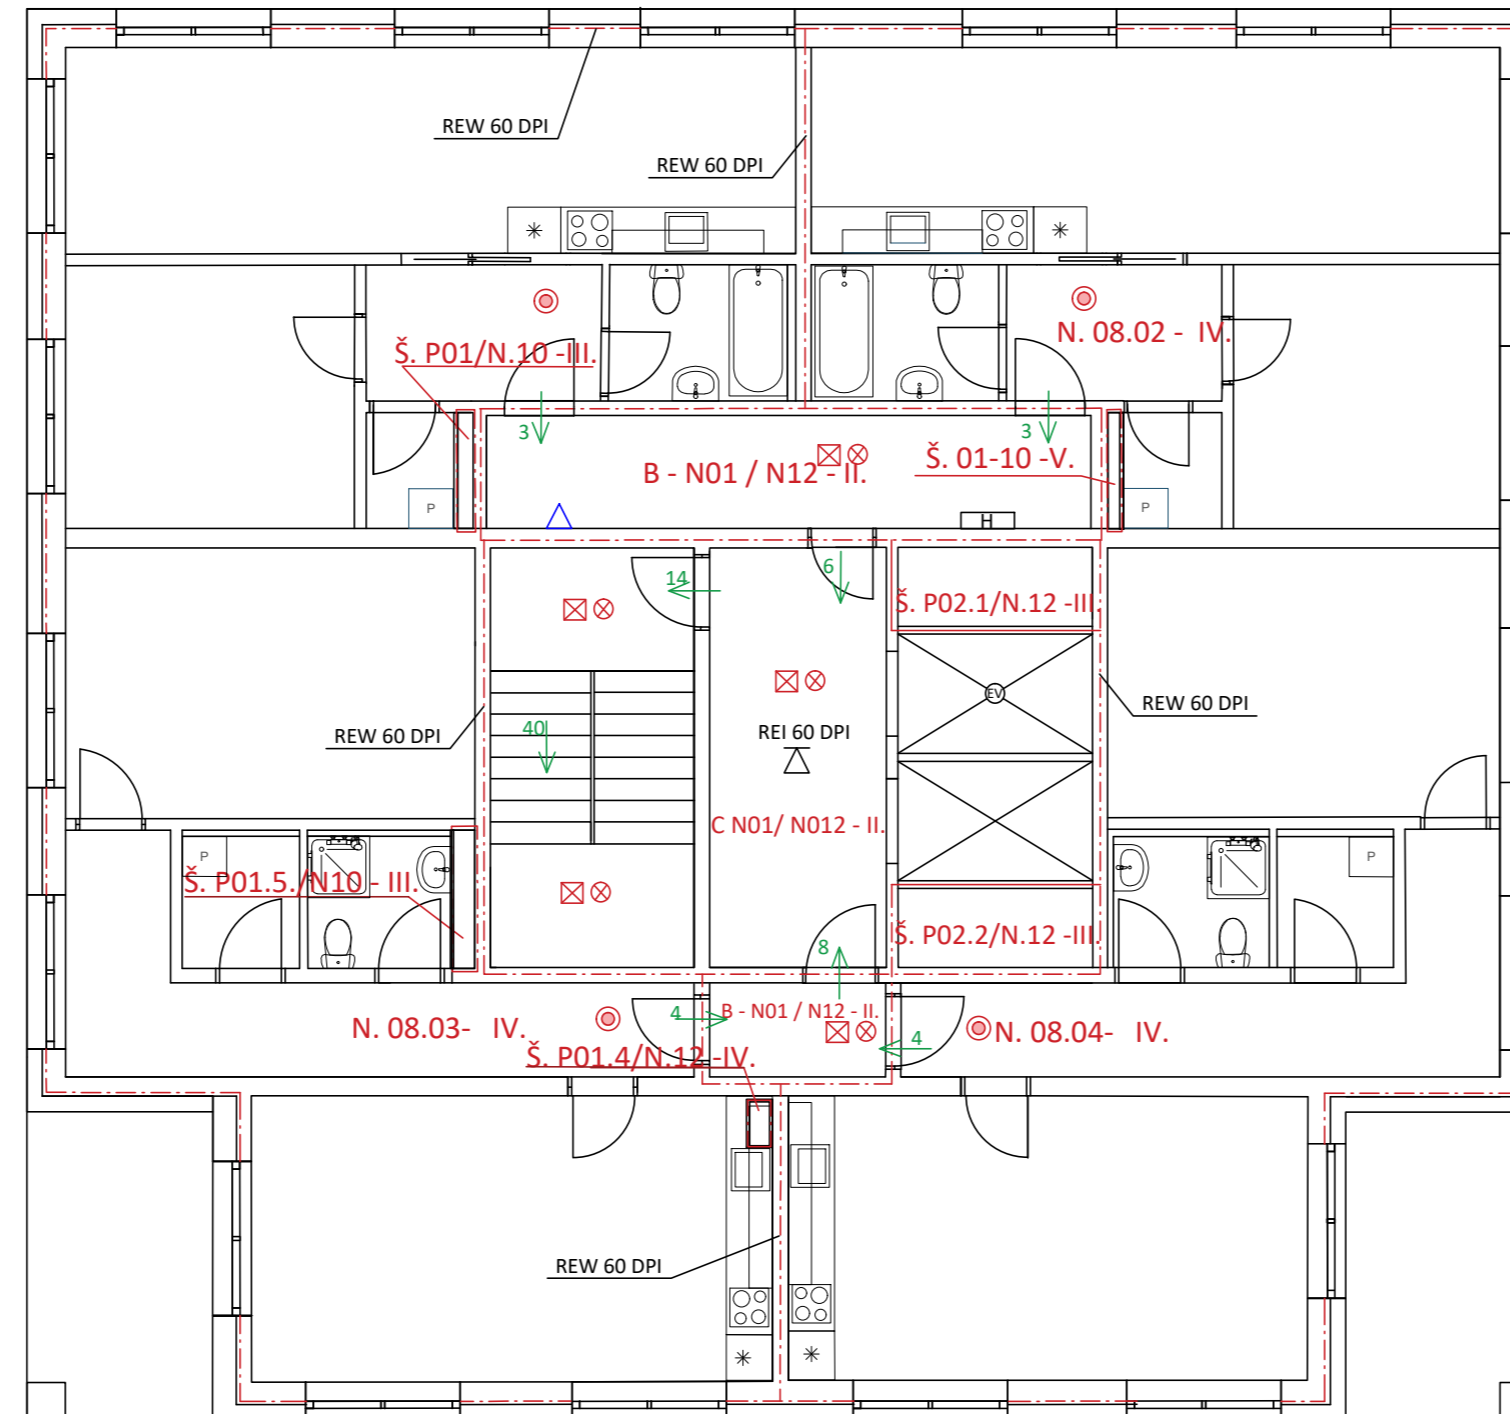 REW 60 DPI
REW 60 DPI
N. 08.02 - IV.
Š. P01/N.10 -III.
3
3
B - N01 / N12 - II.
Š. 01-10 -V.
P
P
H
14
6
Š. P02.1/N.12 -III.
EV
REW 60 DPI
40
REI 60 DPI
REW 60 DPI
C N01/ N012 - II.
P
P
Š. P01.5./N10 - III.
8
Š. P02.2/N.12 -III.
4
B - N01 / N12 - II.
N. 08.03- IV.
4
N. 08.04- IV.
Š. P01.4/N.12 -IV.
REW 60 DPI